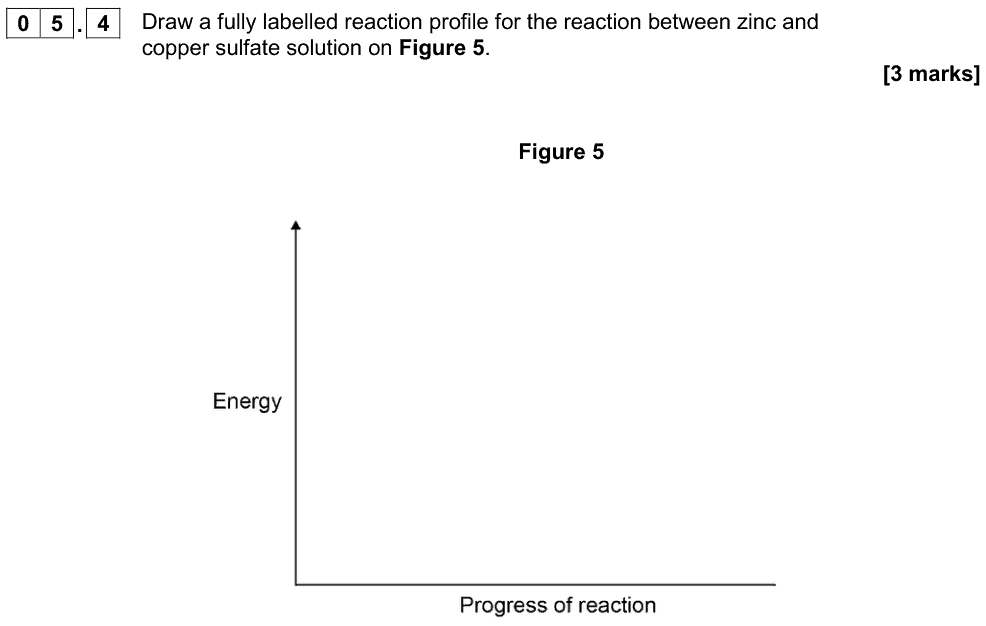 0 5 . 4 Draw a fully labelled reaction profile for the reaction between zinc and
copper sulfate solution on Figure 5.
[3 marks]
Figure 5
Energy
Progress of reaction